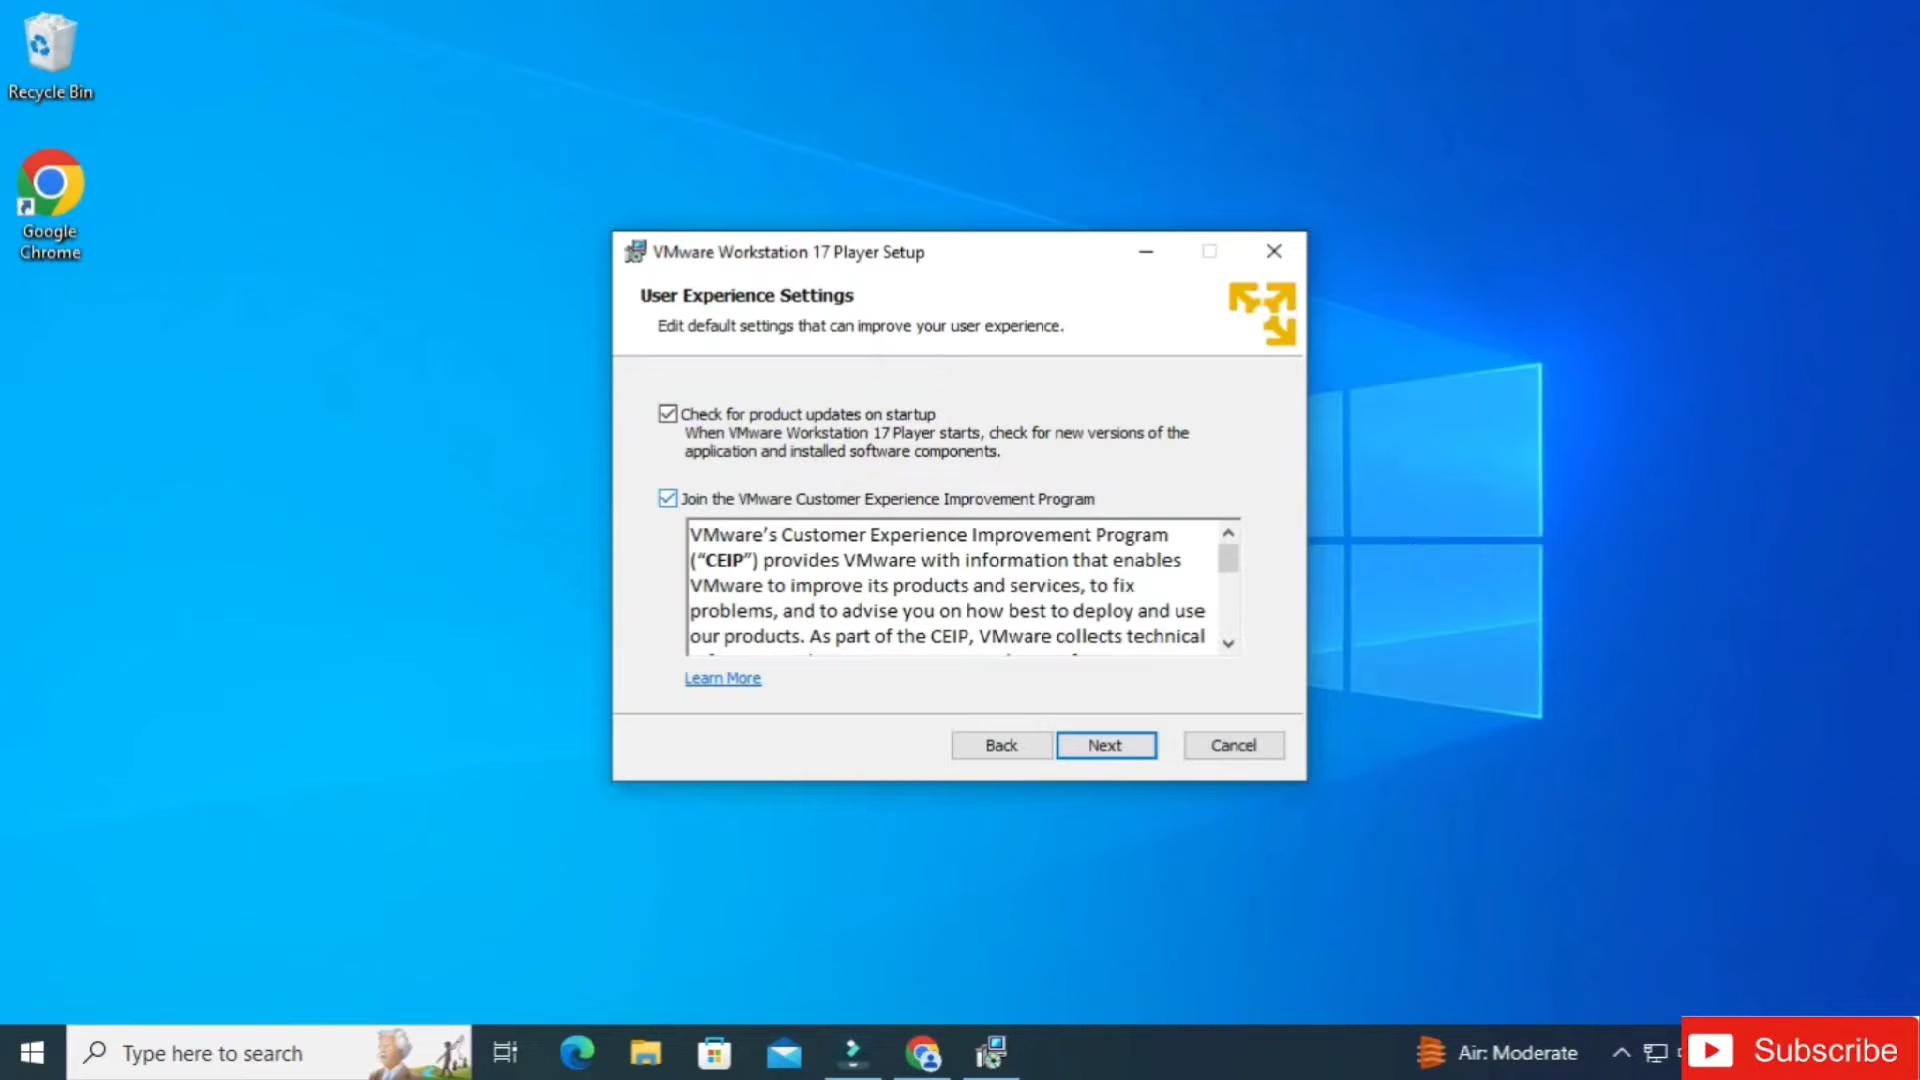 Recycle Bin
Google
Chrome
VMware Workstation 17 Player Setup
User Experience Settings
Edit default settings that can improve your user experience.
Check for product updates on startup
When VMware Workstation 17 Player starts, check for new versions of the
application and installed software components.
Join the VMware Customer Experience Improvement Program
VMware’s Customer Experience Improvement Program
(“CEIP”) provides VMware with information that enables
VMware to improve its products and services, to fix
problems, and to advise you on how best to deploy and use
our products. As part of the CEIP, VMware collects technical
Learn More
Back
Next
Cancel
Type here to search
Air: Moderate
Subscribe